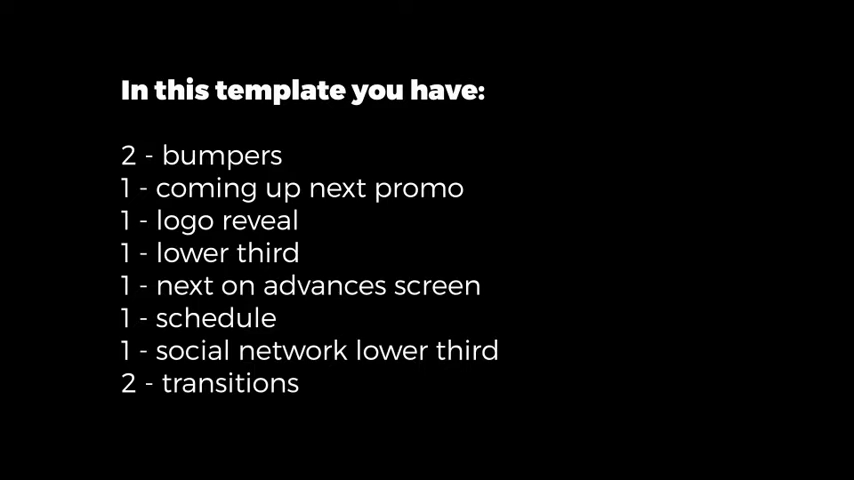 In this template you have:
2 - bumpers
1 - coming up next promo
1 - logo reveal
1 - lower third
1 - next on advances screen
1 - schedule
1 - social network lower third
2 - transitions